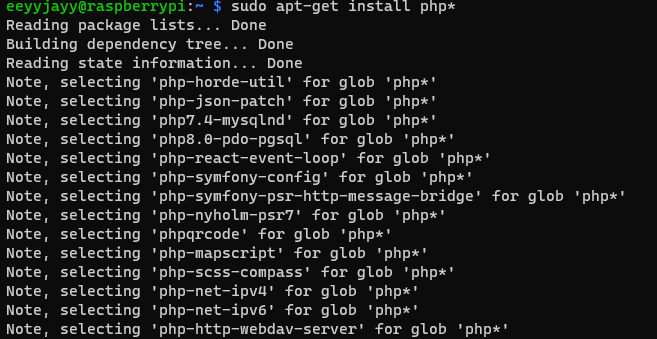 eeyyjayy@raspberrypi:~ $ sudo apt-get install php*
Reading package lists... Done
Building dependency tree... Done
Reading state information... Done
Note, selecting 'php-horde-util' for glob 'php*'
Note, selecting 'php-json-patch' for glob 'php*'
Note, selecting 'php7.4-mysqlnd' for glob 'php*'
Note, selecting 'php8.0-pdo-pgsql' for glob 'php*'
Note, selecting 'php-react-event-loop' for glob 'php*'
Note, selecting 'php-symfony-config' for glob 'php*'
Note, selecting 'php-symfony-psr-http-message-bridge' for glob 'php*'
Note, selecting 'php-nyholm-psr7' for glob 'php*'
Note, selecting 'phpqrcode' for glob 'php*'
Note, selecting 'php-mapscript' for glob 'php*'
Note, selecting 'php-scss-compass' for glob 'php*'
Note, selecting 'php-net-ipv4' for glob 'php*'
Note, selecting 'php-net-ipv6' for glob 'php*'
Note, selecting 'php-http-webdav-server' for glob 'php*'